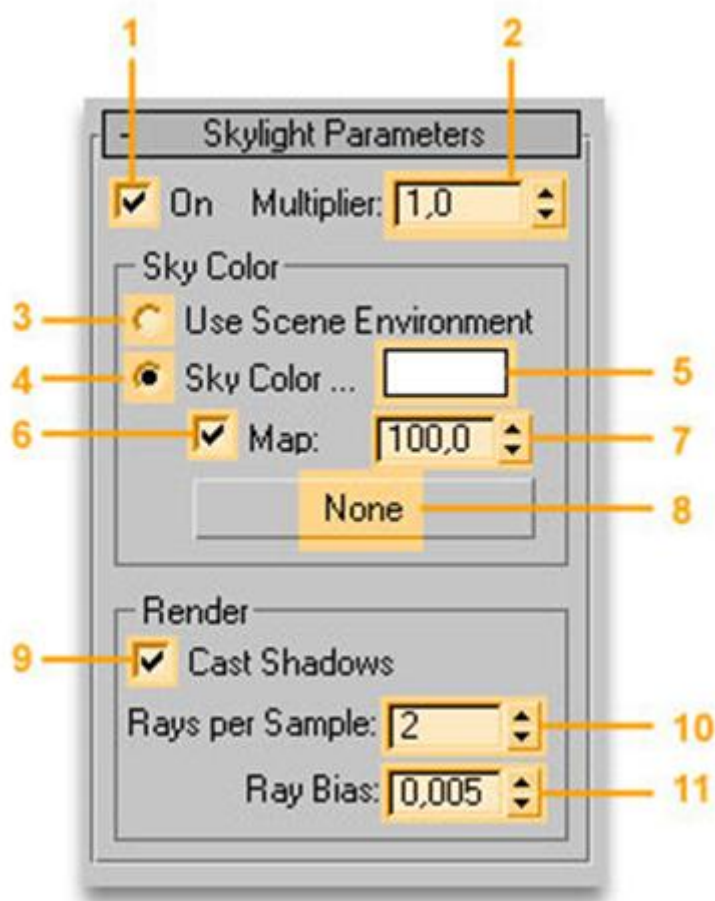 1 2
- Skylight Parameters
On Multiplier: 1,0
Sky Color
3 Use Scene Environment
4 Sky Color ... 5
6 Map: 100,0 7
None 8
Render
9 Cast Shadows
Rays per Sample: 2 10
Ray Bias: 0,005 11